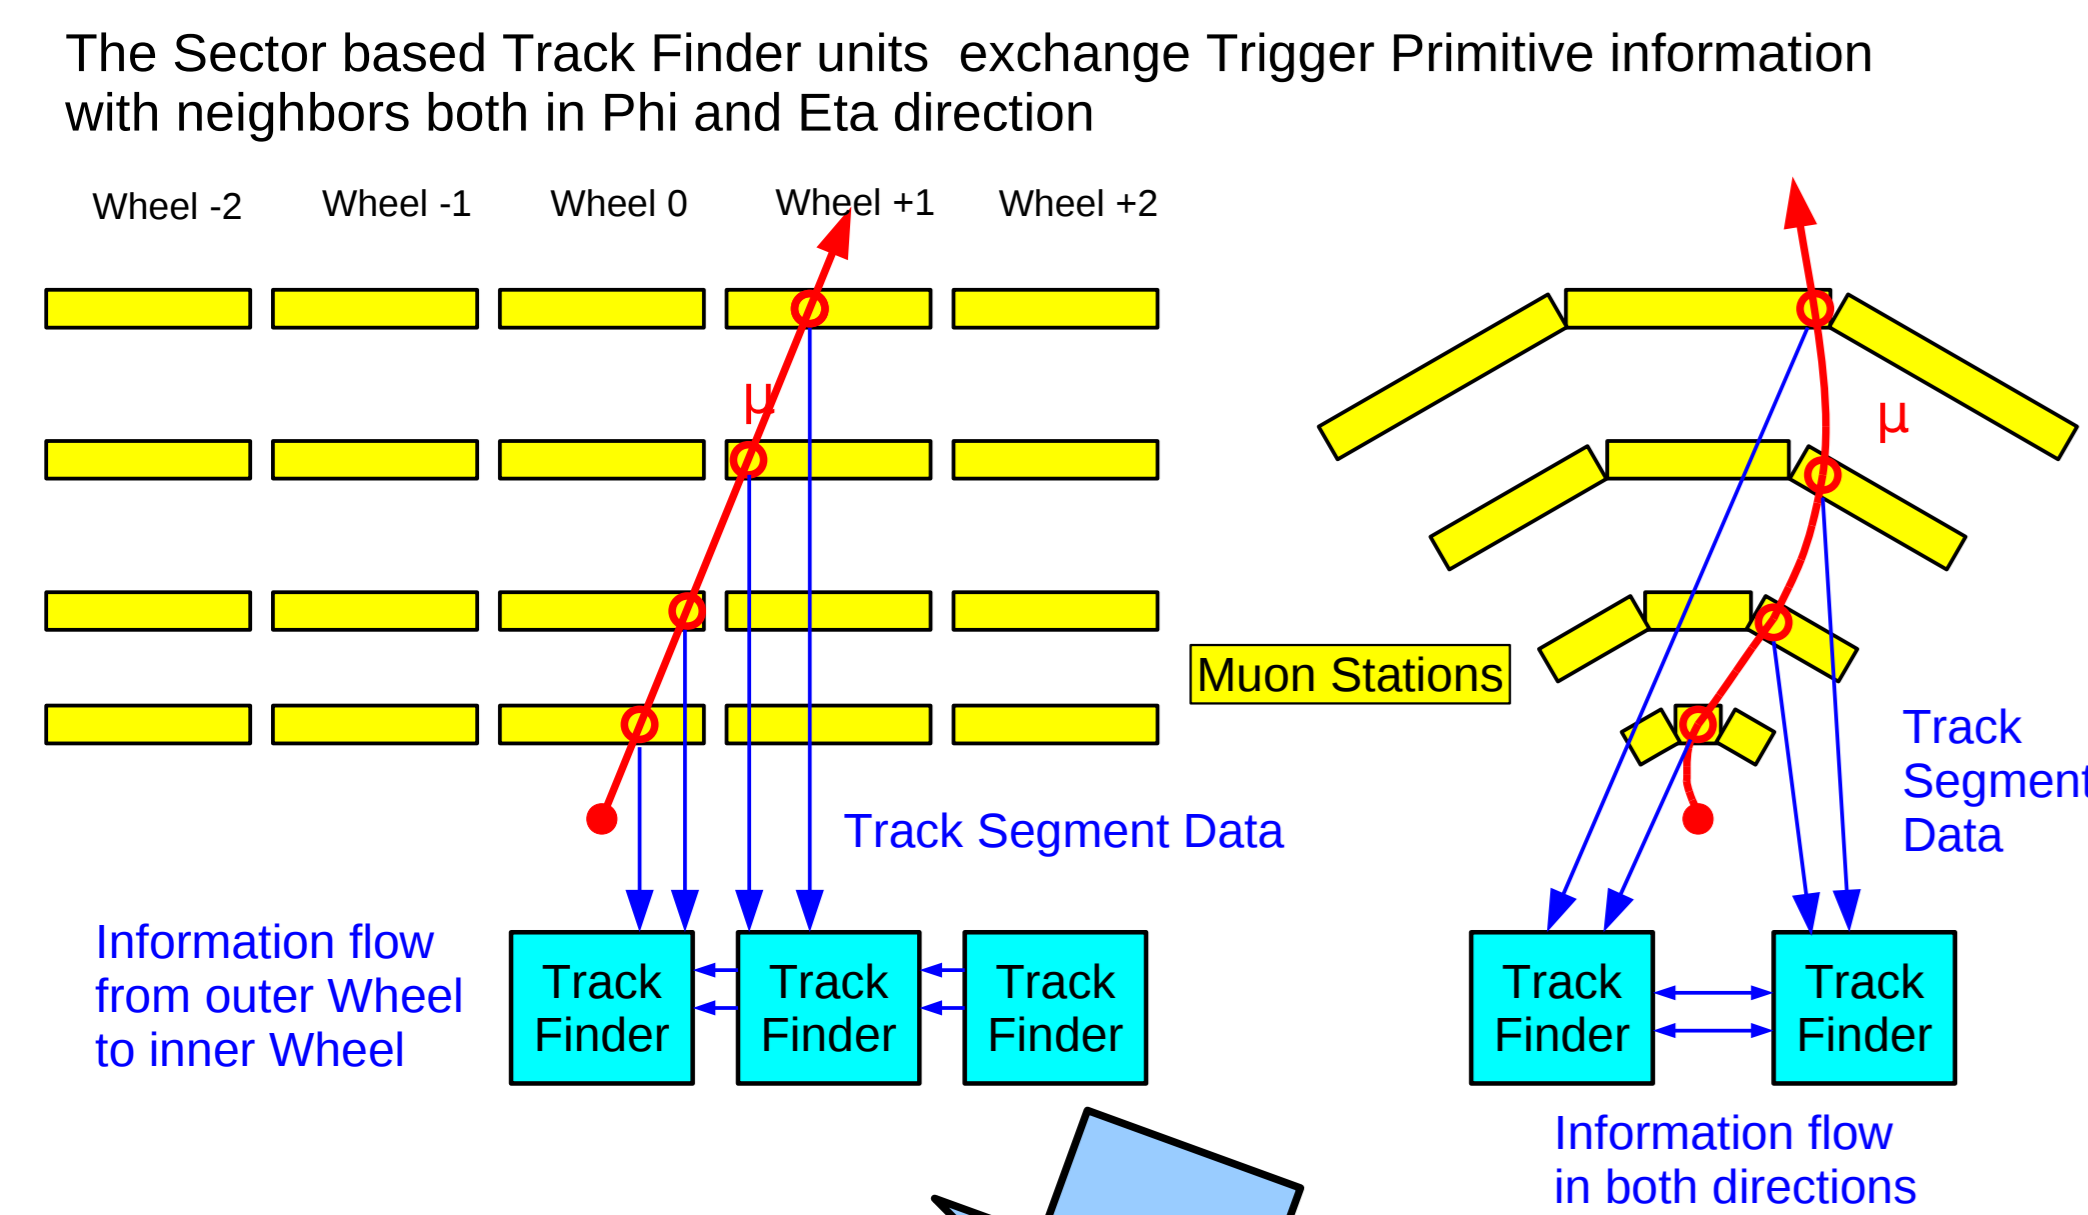 The Sector based Track Finder units  exchange Trigger Primitive information
with neighbors both in Phi and Eta direction
Wheel -2
Wheel -1
Wheel 0
Wheel +1
Wheel +2
μ
μ
Muon Stations
Track Segment Data
Track
Segment
Data
Information flow
from outer Wheel
to inner Wheel
Track
Finder
Track
Finder
Track
Finder
Track
Finder
Track
Finder
Information flow
in both directions